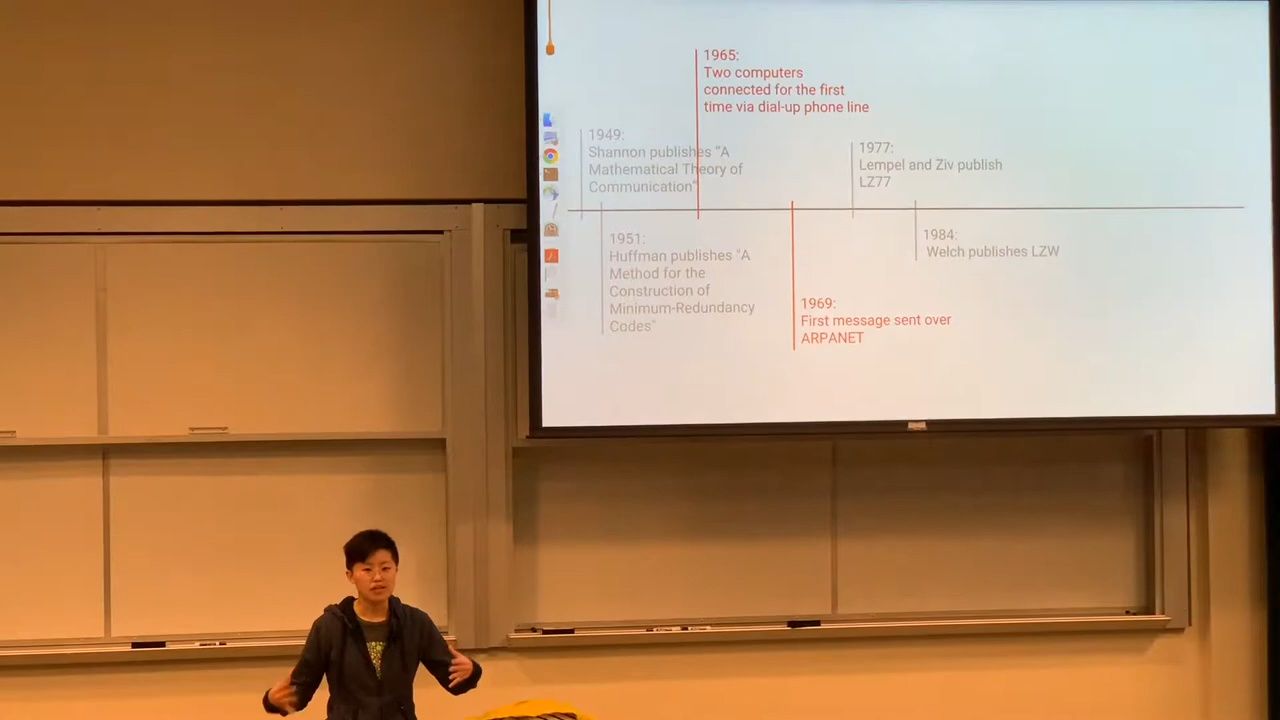 1965:
Two computers
connected for the first
time via dial-up phone line
1949:
Shannon publishes “A
Mathematical Theory of
Communication”
1977:
Lempel and Ziv publish
LZ77
1951:
Huffman publishes "A
Method for the
Construction of
Minimum-Redundancy
Codes"
1984:
Welch publishes LZW
1969:
First message sent over
ARPANET